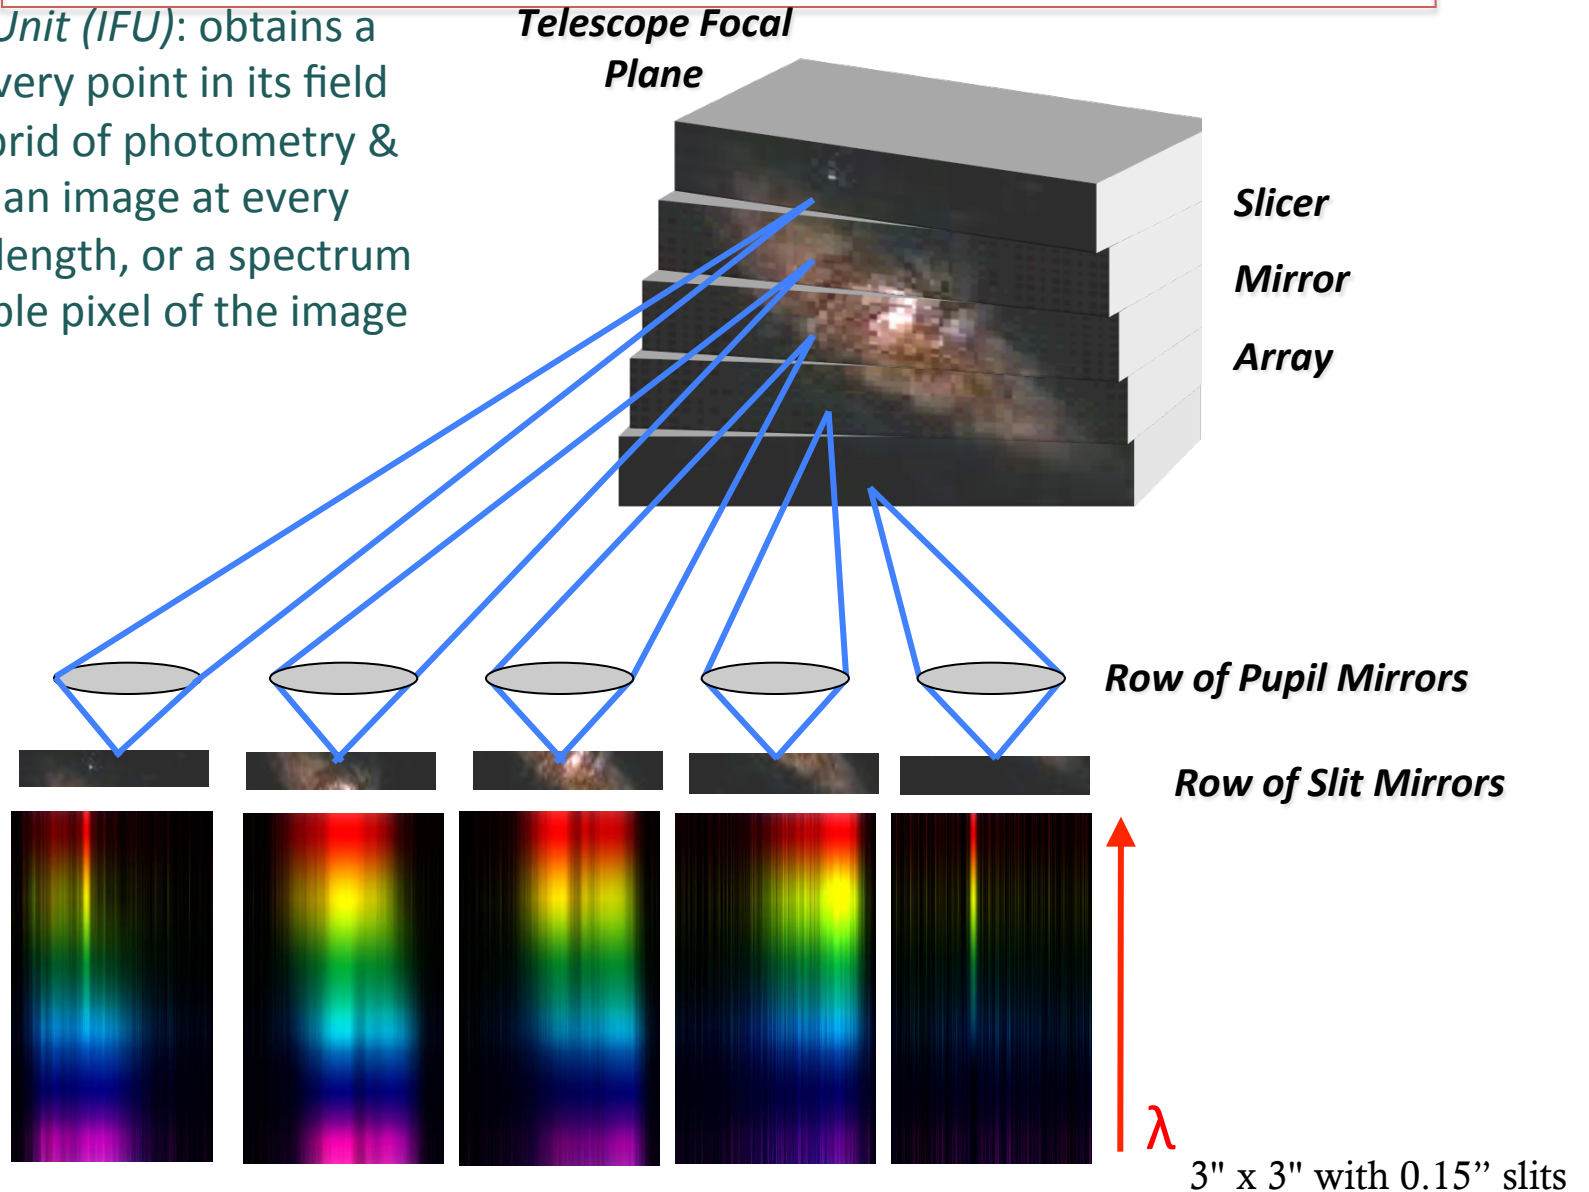 Unit (IFU): obtains a
very point in its field
brid of photometry &
an image at every
length, or a spectrum
ble pixel of the image
Telescope Focal
Plane
Slicer
Mirror
Array
Row of Pupil Mirrors
Row of Slit Mirrors
λ
3" x 3" with 0.15” slits